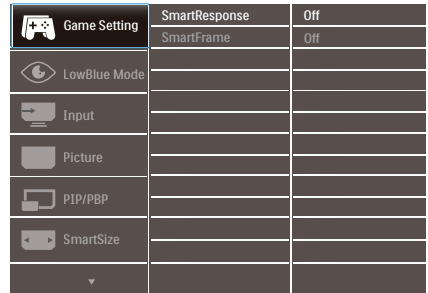 Game Setting
SmartResponse Off
SmartFrame Off
LowBlue Mode
Input
Picture
PIP/PBP
SmartSize